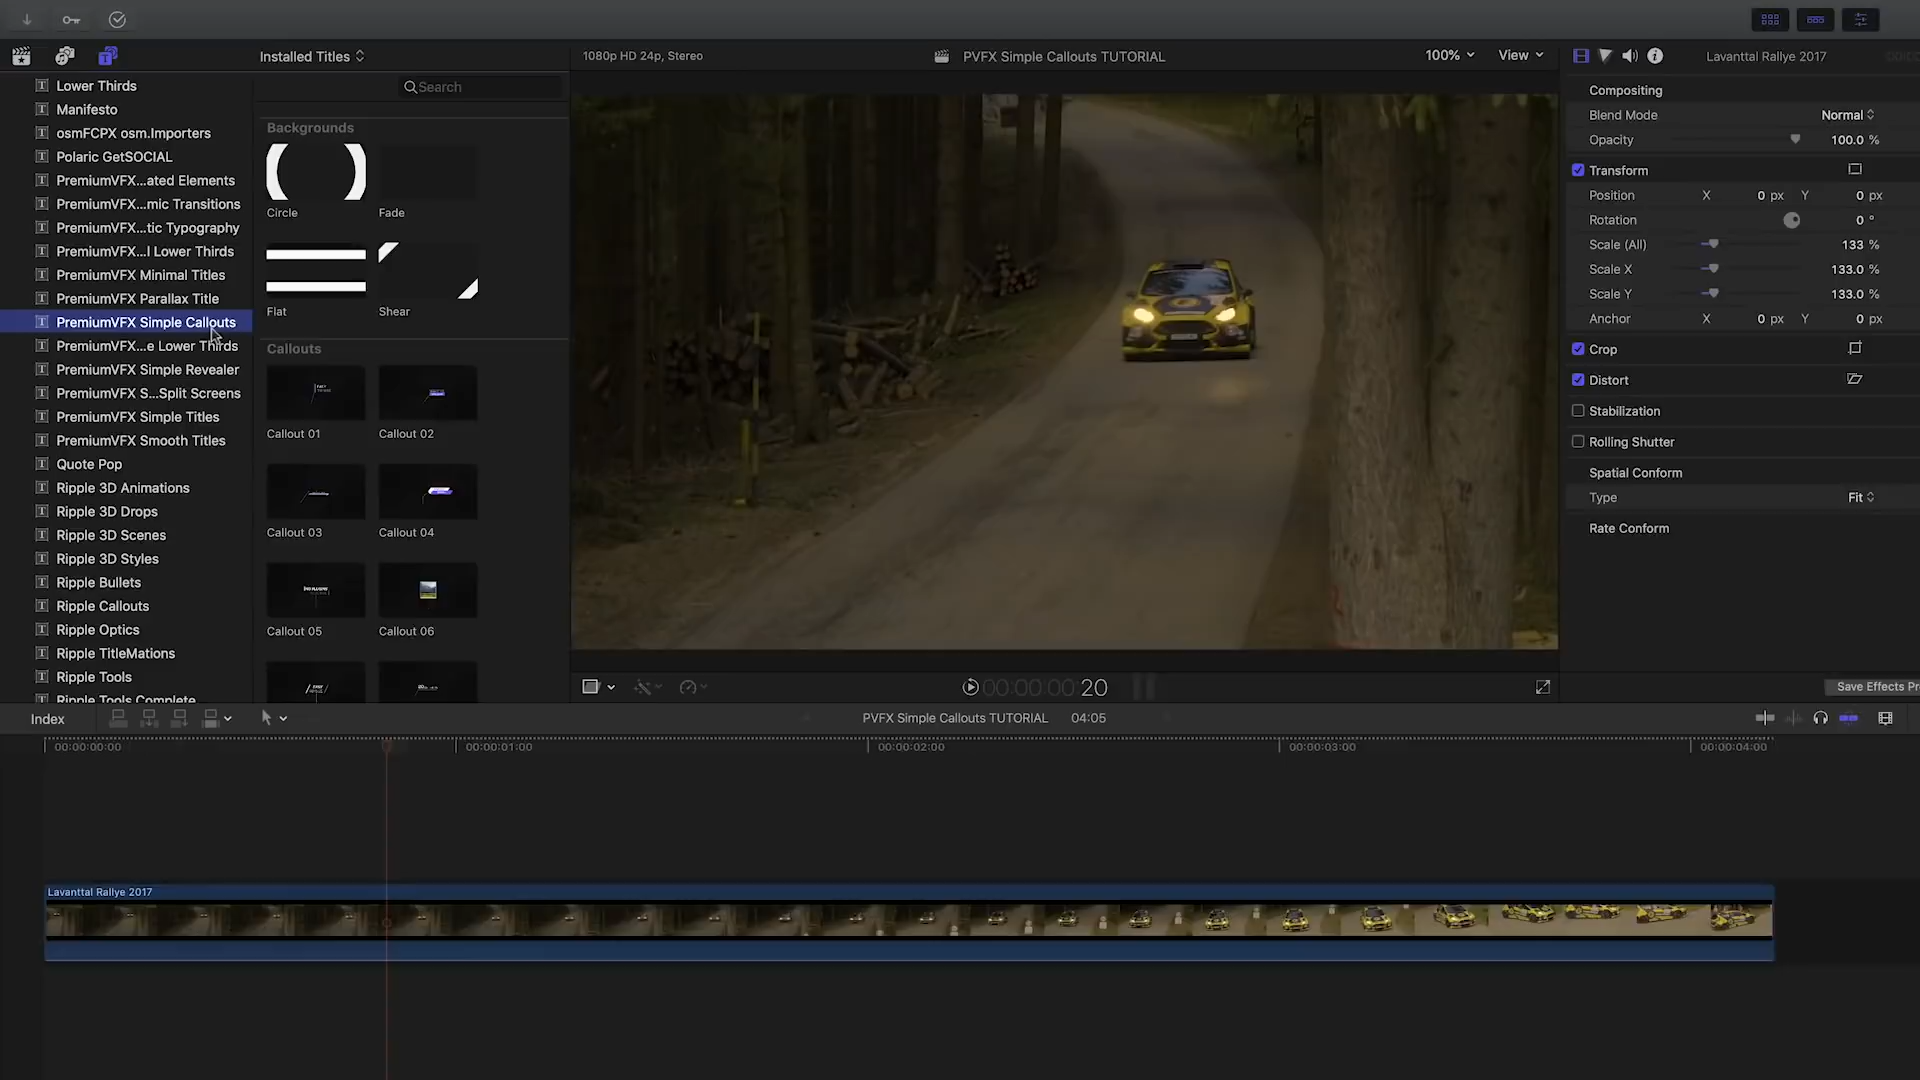 Installed Titles
1080p HD 24p, Stereo
PVFX Simple Callouts TUTORIAL
100%
View
Lavanttal Rallye 2017
Search
Lower Thirds
Manifesto
osmFCPX osm.Importers
Polaric GetSOCIAL
PremiumVFX...ated Elements
PremiumVFX...mic Transitions
PremiumVFX...tic Typography
PremiumVFX...l Lower Thirds
PremiumVFX Minimal Titles
PremiumVFX Parallax Title
PremiumVFX Simple Callouts
PremiumVFX...e Lower Thirds
PremiumVFX Simple Revealer
PremiumVFX S...Split Screens
PremiumVFX Simple Titles
PremiumVFX Smooth Titles
Quote Pop
Ripple 3D Animations
Ripple 3D Drops
Ripple 3D Scenes
Ripple 3D Styles
Ripple Bullets
Ripple Callouts
Ripple Optics
Ripple TitleMations
Ripple Tools
Ripple Tools Complete
Backgrounds
Circle
Fade
Flat
Shear
Callouts
Callout 01
Callout 02
Callout 03
Callout 04
Callout 05
Callout 06
Compositing
Blend Mode Normal
Opacity 100.0 %
Transform
Position X 0 px Y 0 px
Rotation 0 °
Scale (All) 133 %
Scale X 133.0 %
Scale Y 133.0 %
Anchor X 0 px Y 0 px
Crop
Distort
Stabilization
Rolling Shutter
Spatial Conform
Type Fit
Rate Conform
00:00:00:20
Save Effects Pr
Index
PVFX Simple Callouts TUTORIAL 04:05
00:00:00:00
00:00:01:00
00:00:02:00
00:00:03:00
00:00:04:00
Lavanttal Rallye 2017